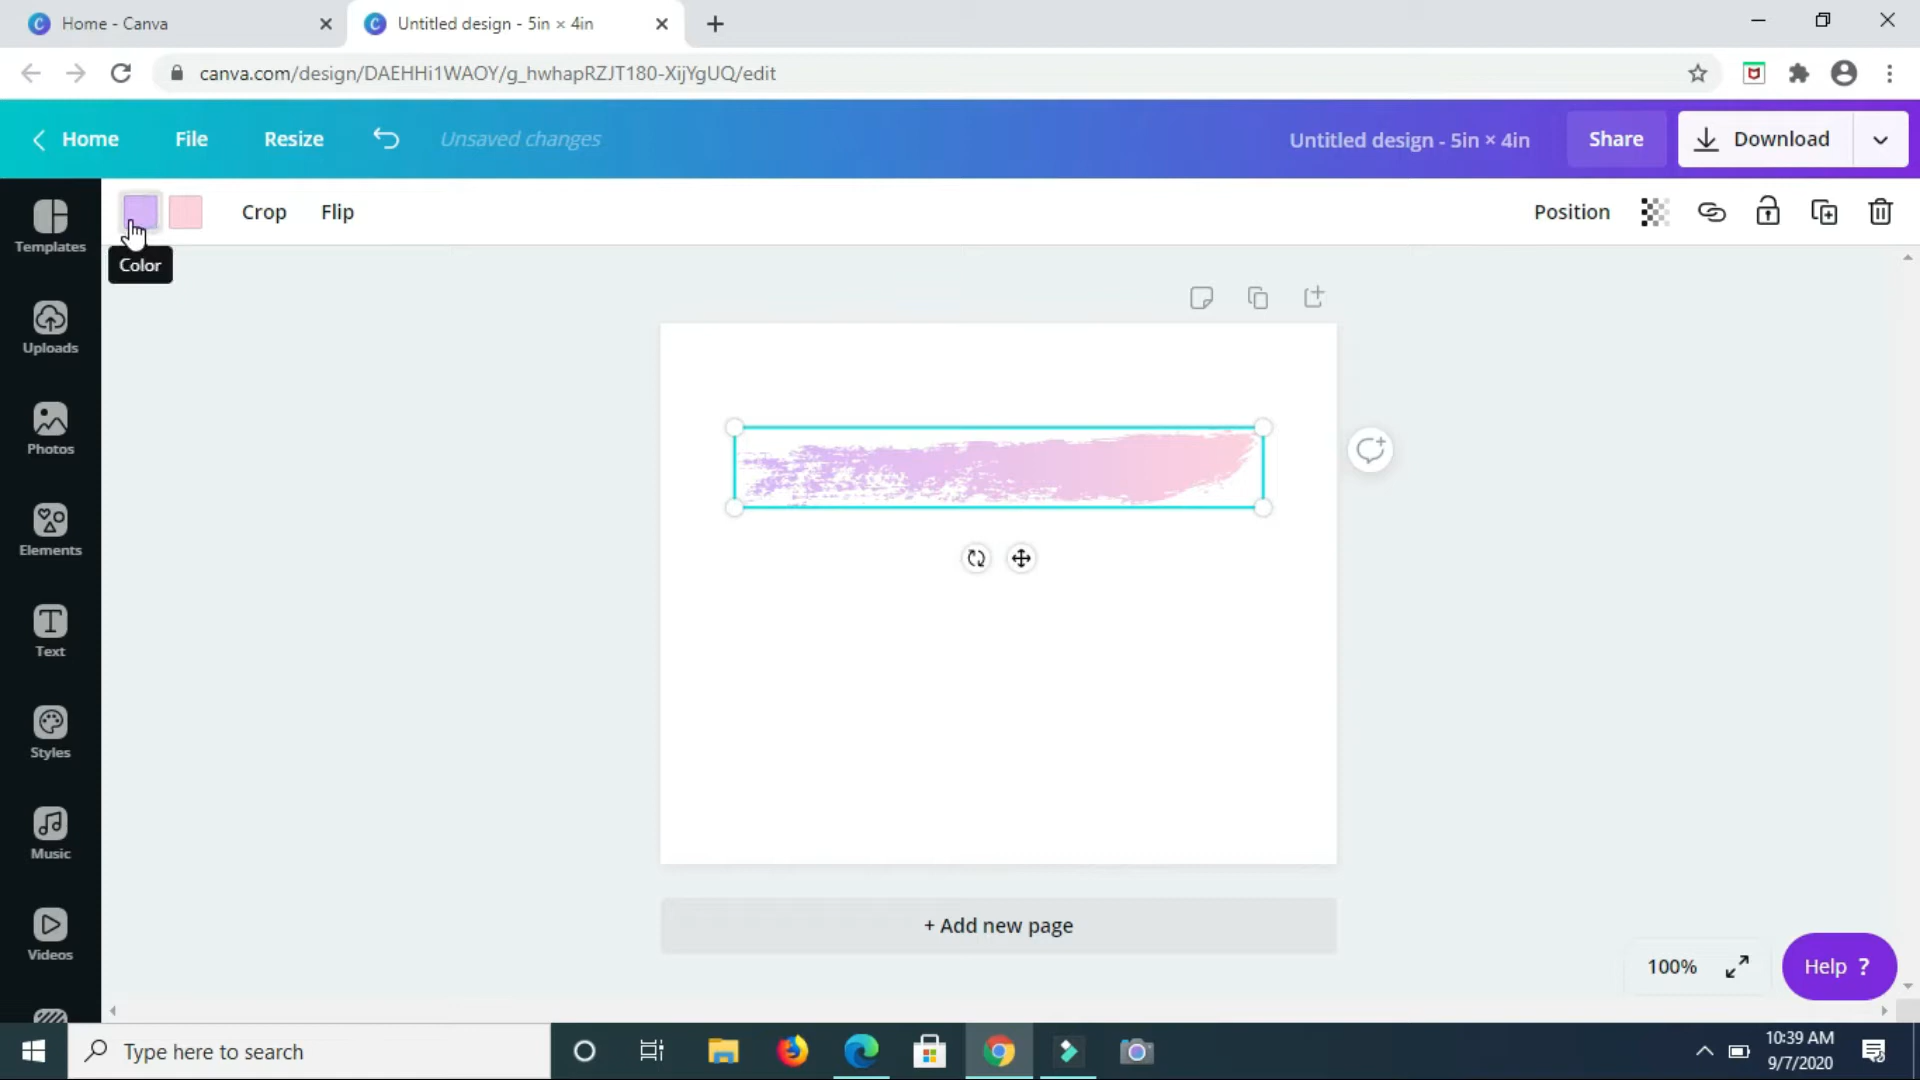 Home - Canva
Untitled design - 5in × 4in
canva.com/design/DAEHHi1WAOY/g_hwhapRZJT180-XijYgUQ/edit
Home File Resize Unsaved changes Untitled design - 5in × 4in Share Download
Crop Flip Position
Color
Templates
Uploads
Photos
Elements
Text
Styles
Music
Videos
+ Add new page
100%
Help ?
Type here to search
10:39 AM
9/7/2020